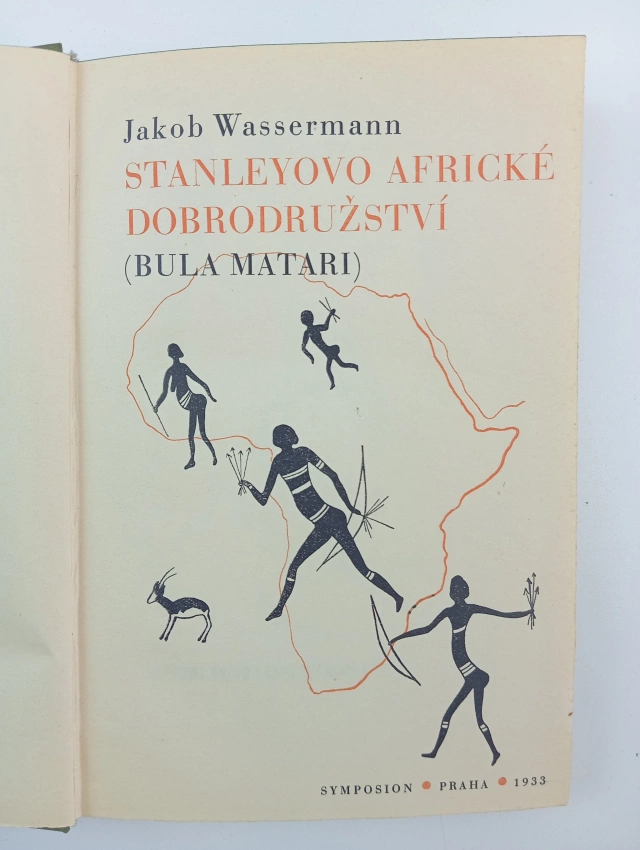 Jakob Wassermann
STANLEYOVO AFRICKÉ
DOBRODRUŽSTVÍ
(BULA MATARI)
SYMPOSION • PRAHA • 1933